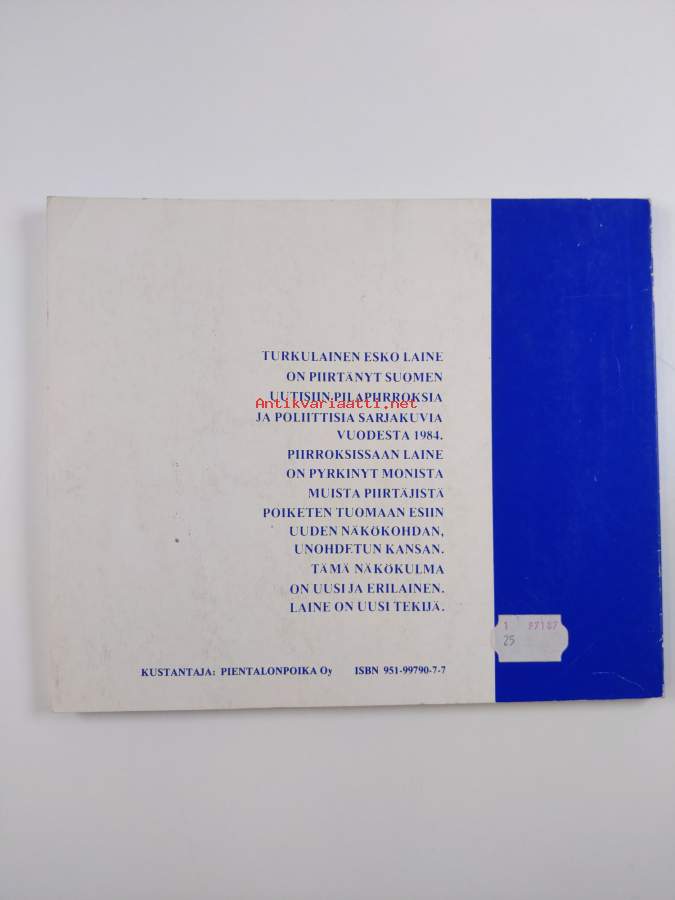 TURKULAINEN ESKO LAINE
ON PIIRTÄNYT SUOMEN
UUTISIIN PILAPIIRROKSIA
Antikvariaatti.net
JA POLIITTISIA SARJAKUVIA
VUODESTA 1984.
PIIRROKSISSAAN LAINE
ON PYRKINYT MONISTA
MUISTA PIIRTÄJISTÄ
POIKETEN TUOMAAN ESIIN
UUDEN NÄKÖKOHDAN,
UNOHDETUN KANSAN.
TÄMÄ NÄKÖKULMA
ON UUSI JA ERILAINEN.
LAINE ON UUSI TEKIJÄ.
1
25
KUSTANTAJA: PIENTALONPOIKA Oy ISBN 951-99790-7-7